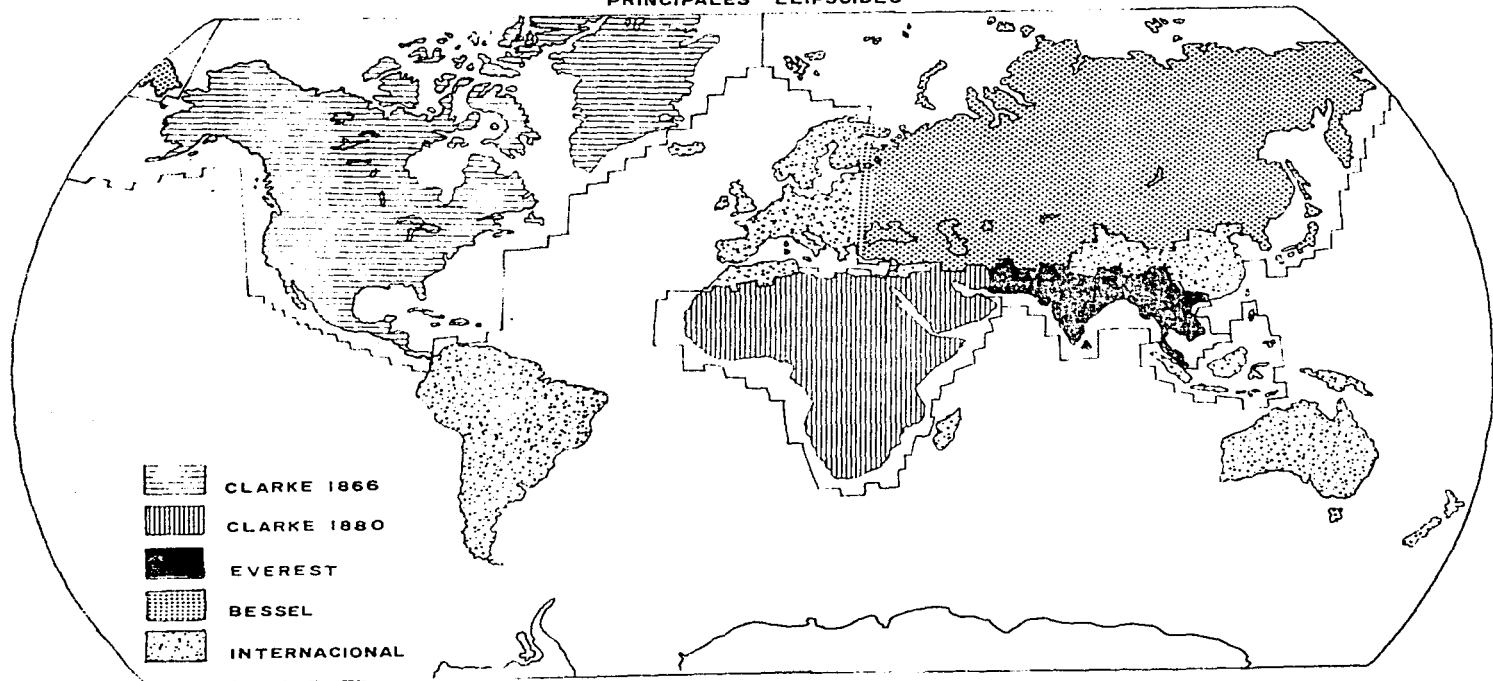 PRINCIPALES ELIPSOIDES
CLARKE 1866
CLARKE 1880
EVEREST
BESSEL
INTERNACIONAL